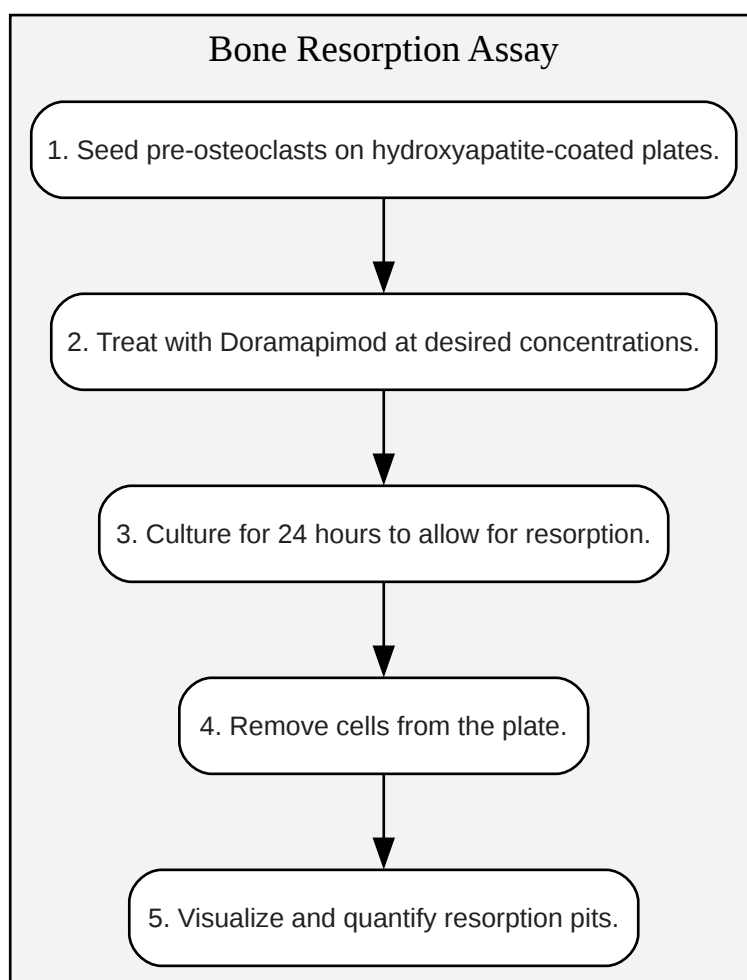 Bone Resorption Assay
1. Seed pre-osteoclasts on hydroxyapatite-coated plates.
2. Treat with Doramapimod at desired concentrations.
3. Culture for 24 hours to allow for resorption.
4. Remove cells from the plate.
5. Visualize and quantify resorption pits.